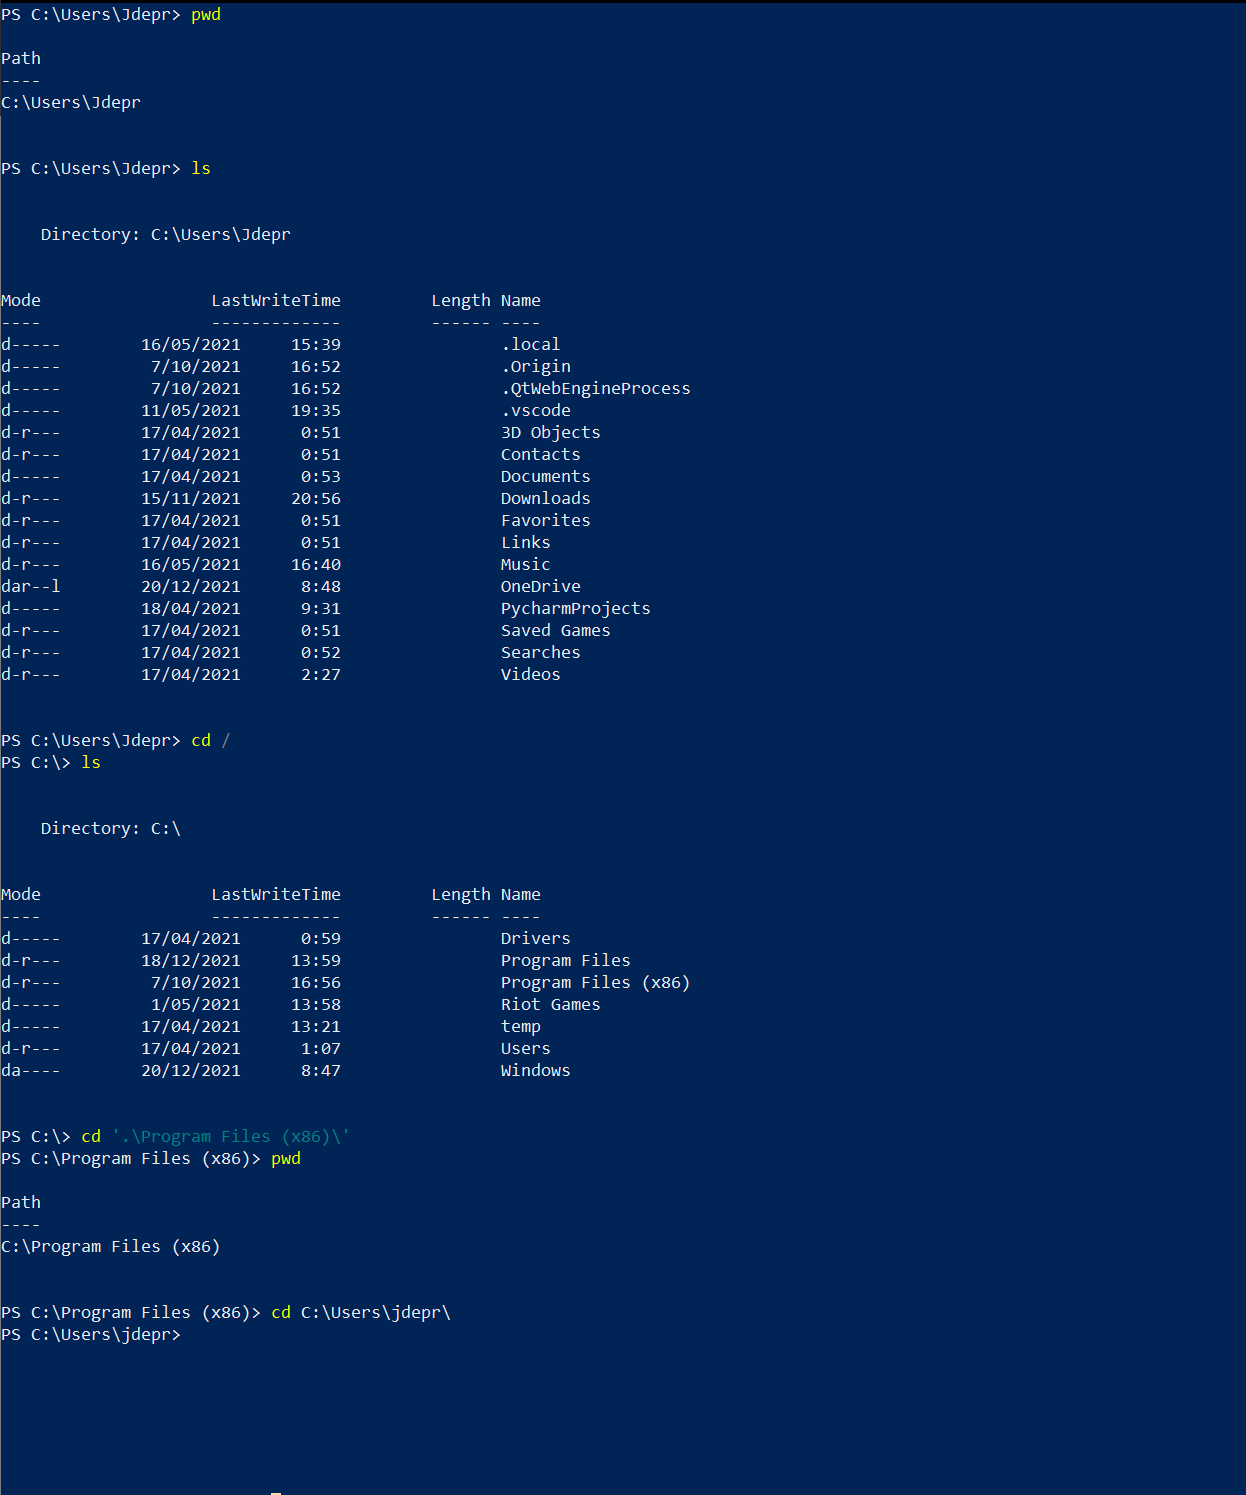 PS C:\Users\Jdepr> pwd
Path
----
C:\Users\Jdepr
PS C:\Users\Jdepr> ls
    Directory: C:\Users\Jdepr
Mode                 LastWriteTime         Length Name
----                 -------------         ------ ----
d-----        16/05/2021     15:39                .local
d-----         7/10/2021     16:52                .Origin
d-----         7/10/2021     16:52                .QtWebEngineProcess
d-----        11/05/2021     19:35                .vscode
d-r---        17/04/2021      0:51                3D Objects
d-r---        17/04/2021      0:51                Contacts
d-----        17/04/2021      0:53                Documents
d-r---        15/11/2021     20:56                Downloads
d-r---        17/04/2021      0:51                Favorites
d-r---        17/04/2021      0:51                Links
d-r---        16/05/2021     16:40                Music
dar--l        20/12/2021      8:48                OneDrive
d-----        18/04/2021      9:31                PycharmProjects
d-r---        17/04/2021      0:51                Saved Games
d-r---        17/04/2021      0:52                Searches
d-r---        17/04/2021      2:27                Videos
PS C:\Users\Jdepr> cd /
PS C:\> ls
    Directory: C:\
Mode                 LastWriteTime         Length Name
----                 -------------         ------ ----
d-----        17/04/2021      0:59                Drivers
d-r---        18/12/2021     13:59                Program Files
d-r---         7/10/2021     16:56                Program Files (x86)
d-----         1/05/2021     13:58                Riot Games
d-----        17/04/2021     13:21                temp
d-r---        17/04/2021      1:07                Users
da----        20/12/2021      8:47                Windows
PS C:\> cd '.\Program Files (x86)\'
PS C:\Program Files (x86)> pwd
Path
----
C:\Program Files (x86)
PS C:\Program Files (x86)> cd C:\Users\jdepr\
PS C:\Users\jdepr>